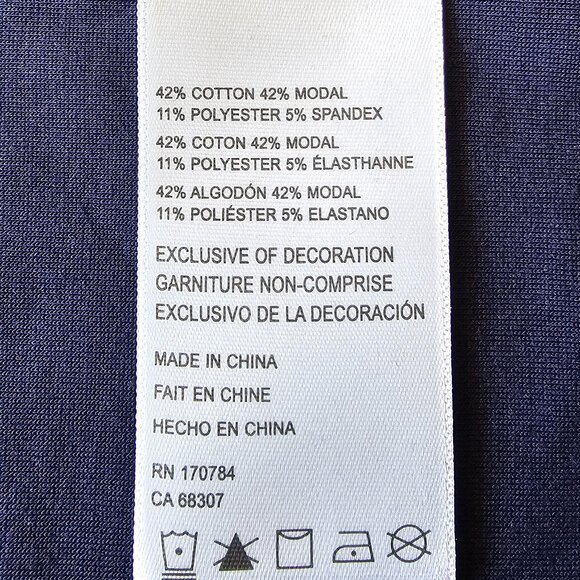 42% COTTON 42% MODAL
11% POLYESTER 5% SPANDEX
42% COTON 42% MODAL
11% POLYESTER 5% ÉLASTHANNE
42% ALGODÓN 42% MODAL
11% POLIÉSTER 5% ELASTANO
EXCLUSIVE OF DECORATION
GARNITURE NON-COMPRISE
EXCLUSIVO DE LA DECORACIÓN
MADE IN CHINA
FAIT EN CHINE
HECHO EN CHINA
RN 170784
CA 68307